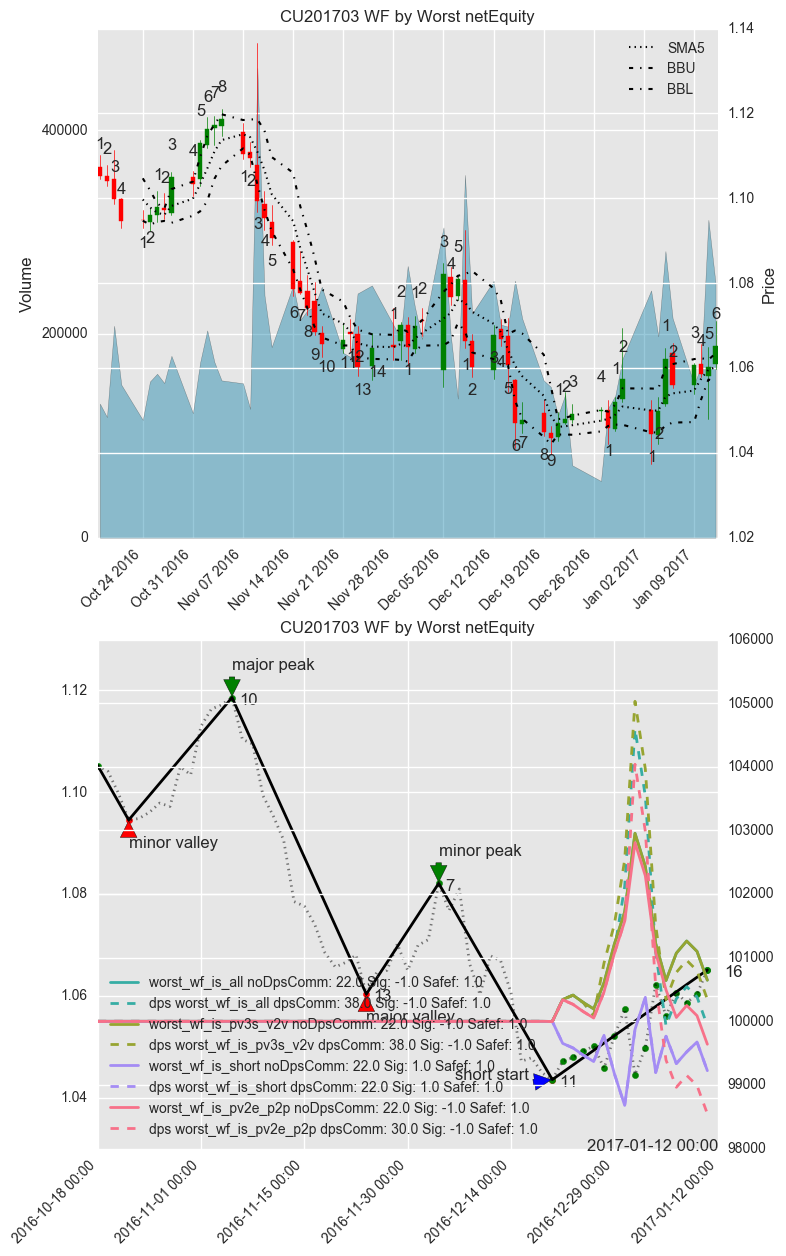 CU201703 WF by Worst netEquity
SMA5
BBU
BBL
1.14
1.12
1.10
1.08
1.06
1.04
1.02
Price
400000
200000
0
Volume
Oct 24 2016
Oct 31 2016
Nov 07 2016
Nov 14 2016
Nov 21 2016
Nov 28 2016
Dec 05 2016
Dec 12 2016
Dec 19 2016
Dec 26 2016
Jan 02 2017
Jan 09 2017
CU201703 WF by Worst netEquity
106000
105000
104000
103000
102000
101000
100000
99000
98000
1.12
1.10
1.08
1.06
1.04
major peak
10
minor valley
minor peak
7
13
major valley
16
short start
11
worst_wf_is_all noDpsComm: 22.0 Sig: -1.0 Safef: 1.0
dps worst_wf_is_all dpsComm: 38.0 Sig: -1.0 Safef: 1.0
worst_wf_is_pv3s_v2v noDpsComm: 22.0 Sig: -1.0 Safef: 1.0
dps worst_wf_is_pv3s_v2v dpsComm: 38.0 Sig: -1.0 Safef: 1.0
worst_wf_is_short noDpsComm: 22.0 Sig: 1.0 Safef: 1.0
dps worst_wf_is_short dpsComm: 22.0 Sig: 1.0 Safef: 1.0
worst_wf_is_pv2e_p2p noDpsComm: 22.0 Sig: -1.0 Safef: 1.0
dps worst_wf_is_pv2e_p2p dpsComm: 30.0 Sig: -1.0 Safef: 1.0
2017-01-12 00:00
2016-10-18 00:00
2016-11-01 00:00
2016-11-15 00:00
2016-11-30 00:00
2016-12-14 00:00
2016-12-29 00:00
2017-01-12 00:00